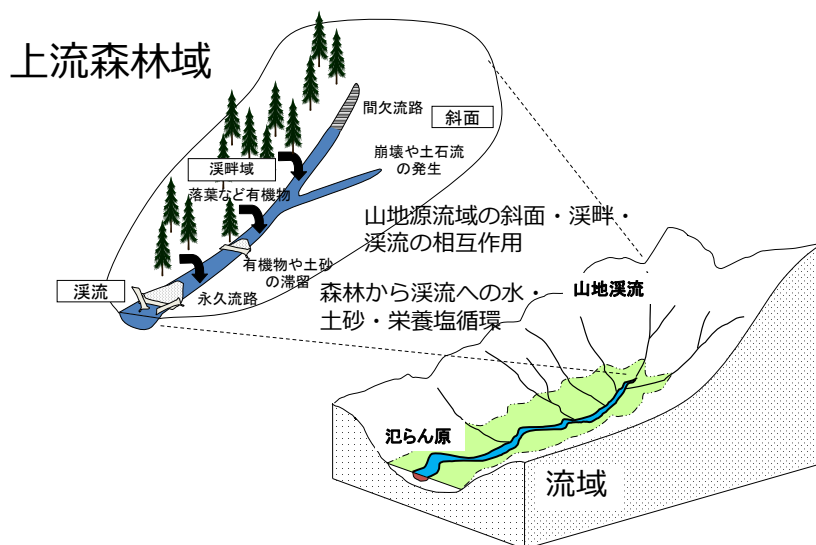 上流森林域
間欠流路
斜面
崩壊や土石流
の発生
渓畔域
落葉など有機物
山地源流域の斜面・渓畔・
渓流の相互作用
有機物や土砂
の滞留
渓流
永久流路
森林から渓流への水・
土砂・栄養塩循環
山地渓流
氾らん原
流域